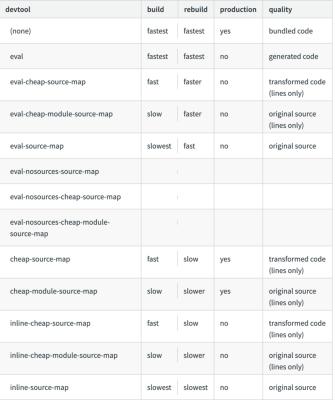 devtool build rebuild production quality
(none) fastest fastest yes bundled code
eval fastest fastest no generated code
eval-cheap-source-map fast faster no transformed code
(lines only)
eval-cheap-module-source-map slow faster no original source
(lines only)
eval-source-map slowest fast no original source
eval-nosources-source-map
eval-nosources-cheap-source-map
eval-nosources-cheap-module-
source-map
cheap-source-map fast slow yes transformed code
(lines only)
cheap-module-source-map slow slower yes original source
(lines only)
inline-cheap-source-map fast slow no transformed code
(lines only)
inline-cheap-module-source-map slow slower no original source
(lines only)
inline-source-map slowest slowest no original source